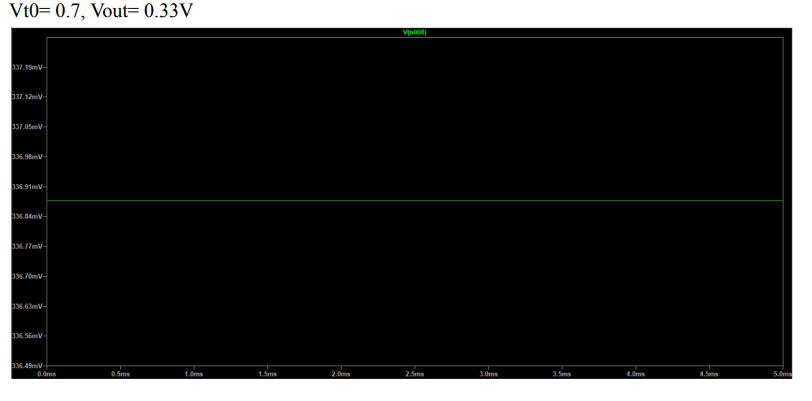 Vt0= 0.7, Vout= 0.33V
V(n008)
337.19mV
337.12mV
337.05mV
336.98mV
336.91mV
336.84mV
336.77mV
336.70mV
336.63mV
336.56mV
336.49mV
0.0ms 0.5ms 1.0ms 1.5ms 2.0ms 2.5ms 3.0ms 3.5ms 4.0ms 4.5ms 5.0ms